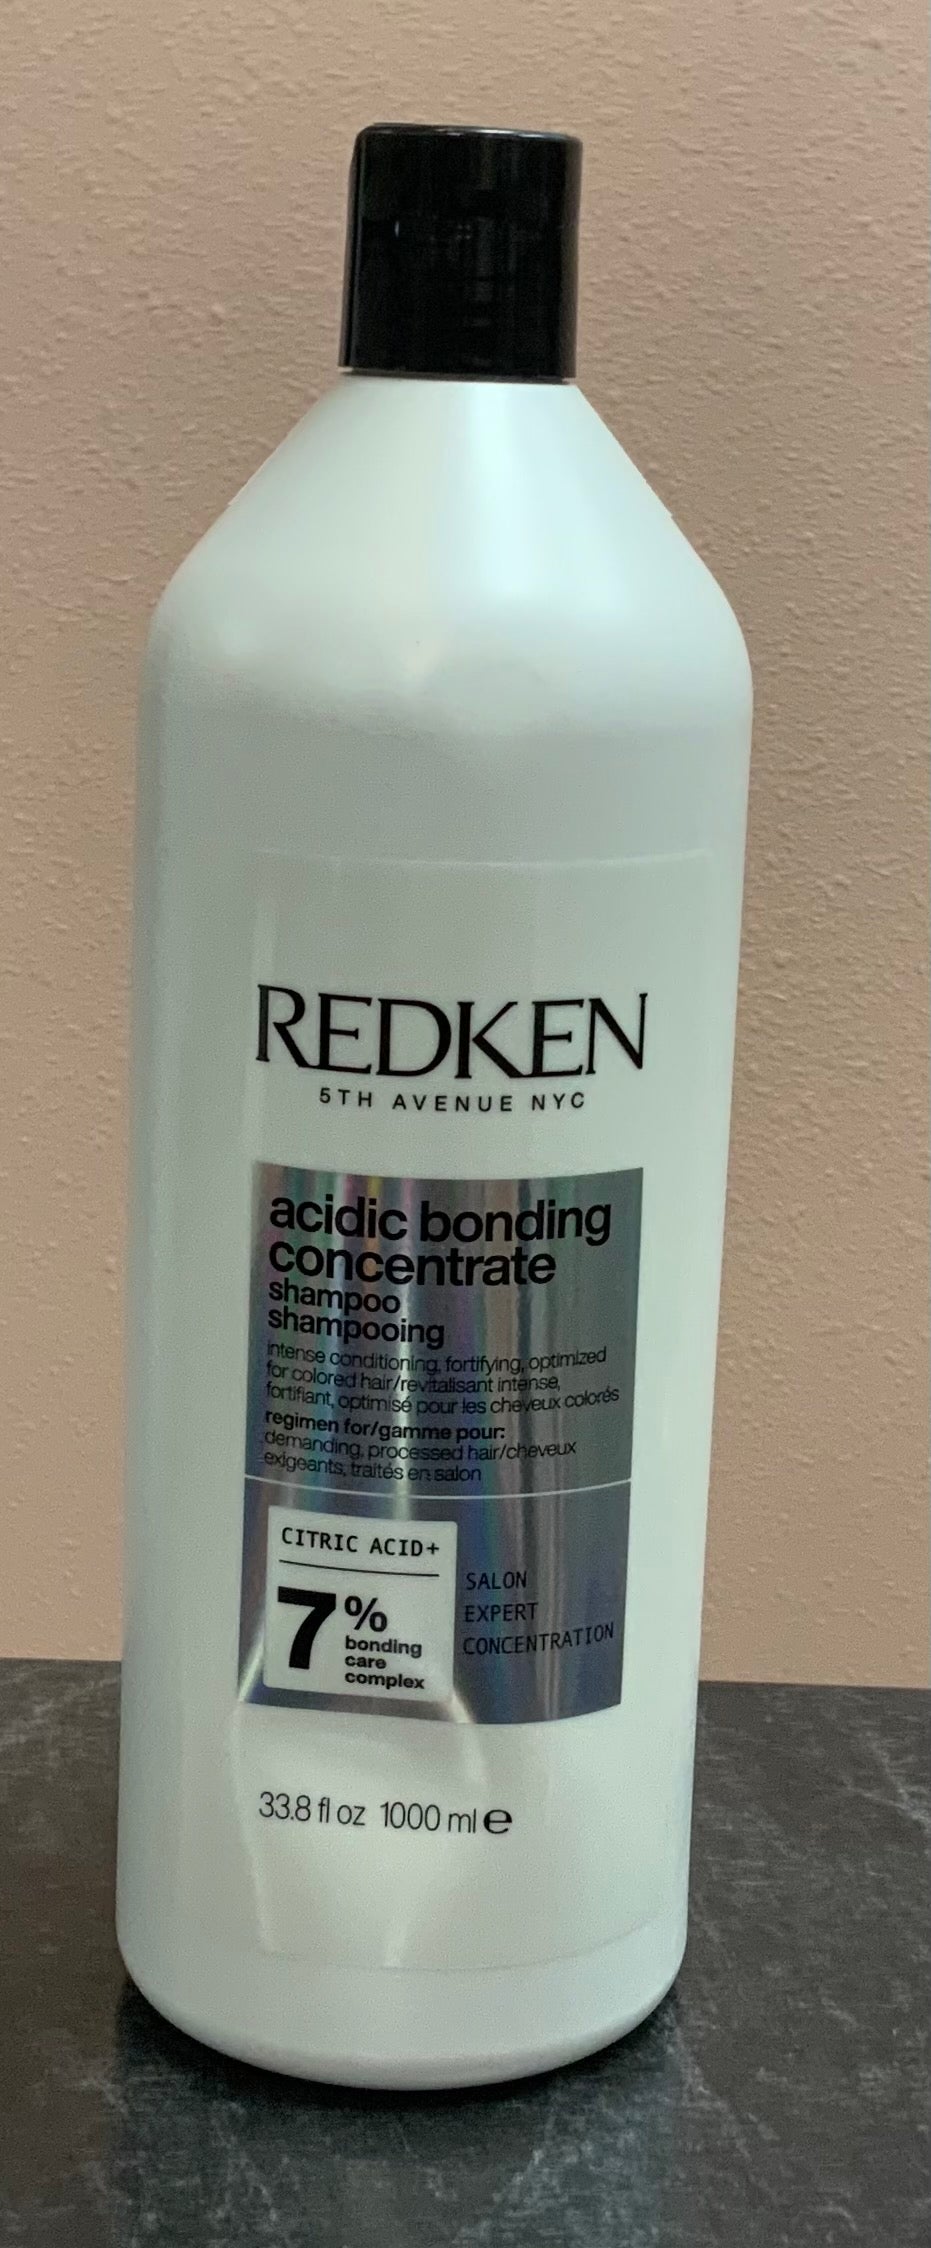 REDKEN
5TH AVENUE NYC
acidic bonding
concentrate
shampoo
shampooing
intense conditioning, fortifying, optimized
for colored hair/revitalisant intense,
fortifiant, optimisé pour les cheveux colorés
regimen for/gamme pour:
demanding, processed hair/cheveux
exigeants, traités en salon
CITRIC ACID+
7%
bonding
care
complex
SALON
EXPERT
CONCENTRATION
33.8 fl oz 1000 ml ℮